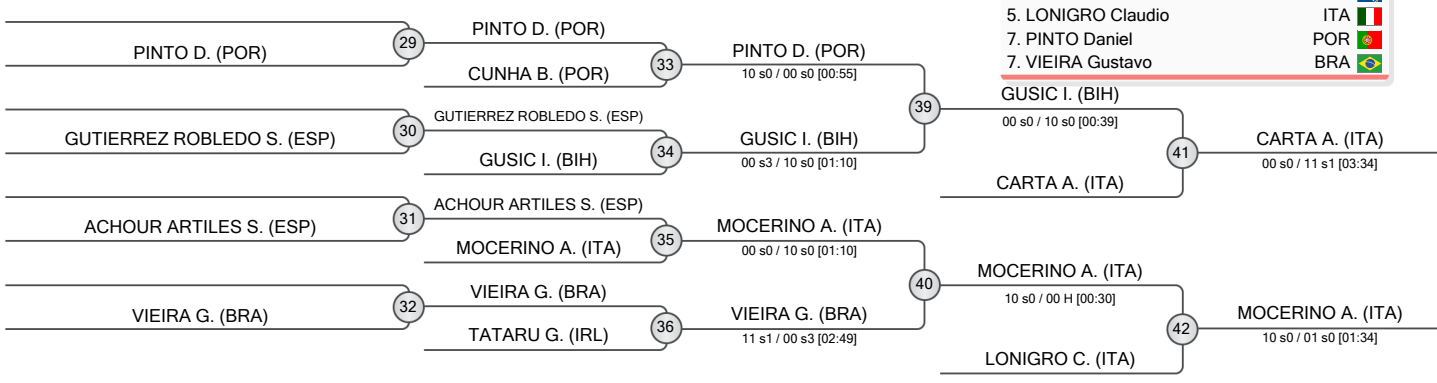 5. LONIGRO Claudio ITA
7. PINTO Daniel POR
7. VIEIRA Gustavo BRA
PINTO D. (POR)
29
PINTO D. (POR)
CUNHA B. (POR)
33
PINTO D. (POR)
10 s0 / 00 s0 [00:55]
GUTIERREZ ROBLEDO S. (ESP)
30
GUTIERREZ ROBLEDO S. (ESP)
GUSIC I. (BIH)
34
GUSIC I. (BIH)
00 s3 / 10 s0 [01:10]
39
GUSIC I. (BIH)
00 s0 / 10 s0 [00:39]
CARTA A. (ITA)
41
CARTA A. (ITA)
00 s0 / 11 s1 [03:34]
ACHOUR ARTILES S. (ESP)
31
ACHOUR ARTILES S. (ESP)
MOCERINO A. (ITA)
35
MOCERINO A. (ITA)
00 s0 / 10 s0 [01:10]
VIEIRA G. (BRA)
32
VIEIRA G. (BRA)
TATARU G. (IRL)
36
VIEIRA G. (BRA)
11 s1 / 00 s3 [02:49]
40
MOCERINO A. (ITA)
10 s0 / 00 H [00:30]
LONIGRO C. (ITA)
42
MOCERINO A. (ITA)
10 s0 / 01 s0 [01:34]